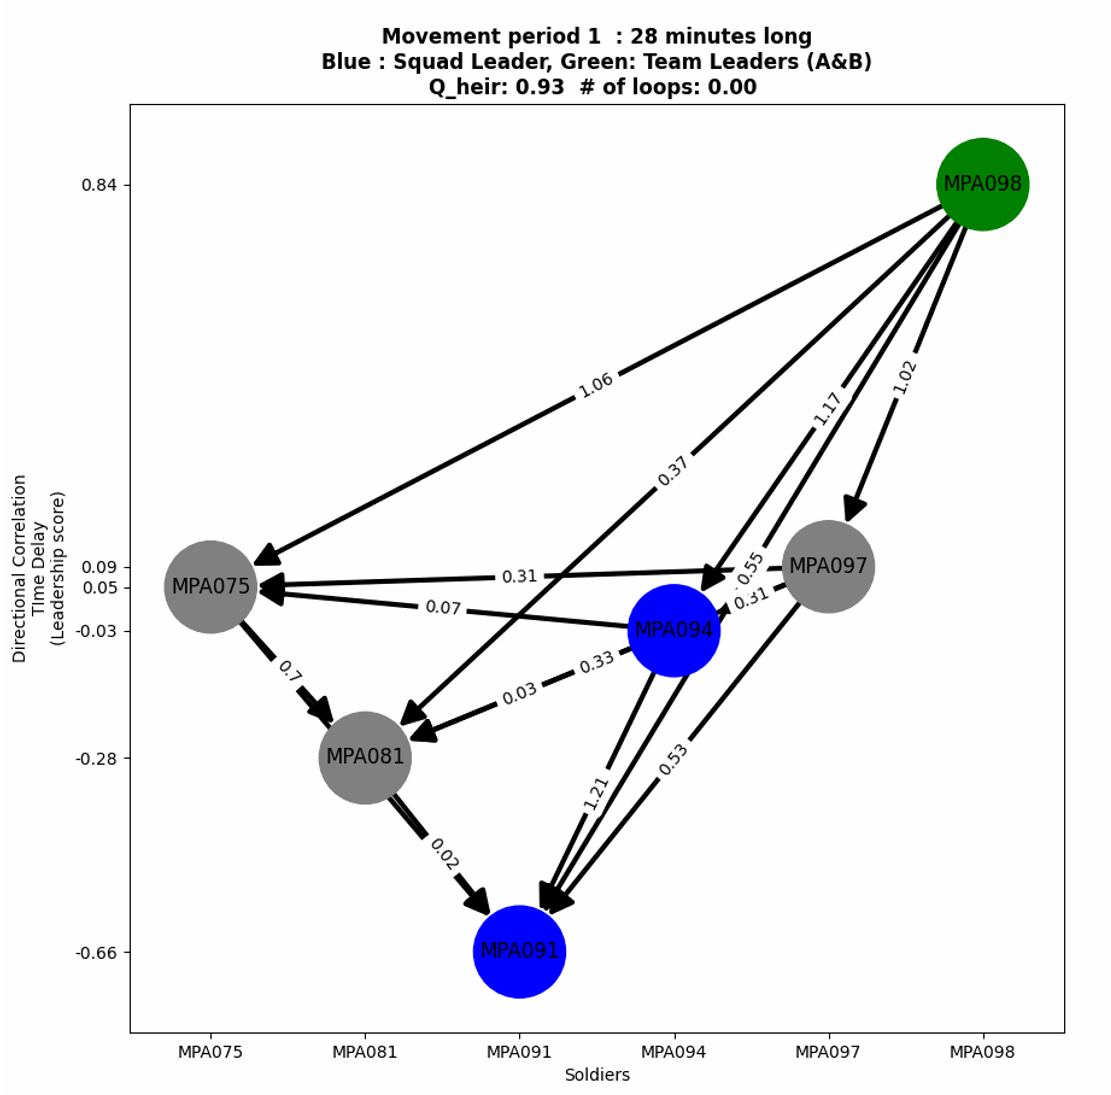 Movement period 1  : 28 minutes long
Blue : Squad Leader, Green: Team Leaders (A&B)
Q_heir: 0.93  # of loops: 0.00
Directional Correlation
TIme Delay
(Leadership score)
0.84
0.09
0.05
-0.03
-0.28
-0.66
MPA098
1.06
1.02
1.17
0.37
0.55
MPA097
0.31
MPA075
0.31
0.07
MPA094
0.33
0.7
0.03
MPA081
0.53
1.21
0.02
MPA091
MPA075
MPA081
MPA091
MPA094
MPA097
MPA098
Soldiers